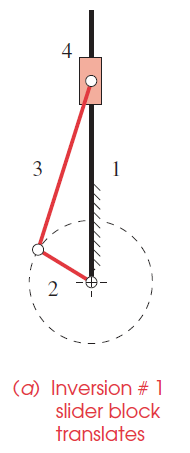 4
3
1
2
(a) Inversion # 1
slider block
translates